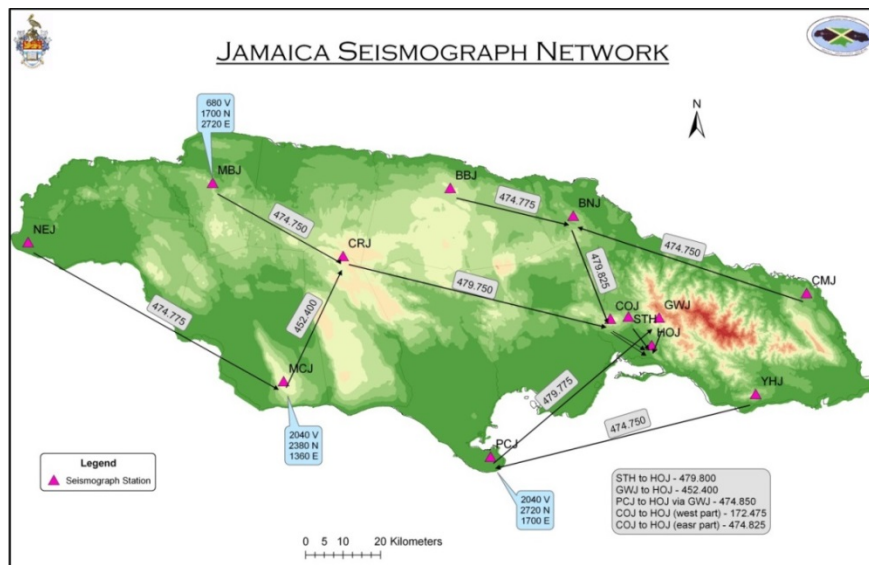 JAMAICA SEISMOGRAPH NETWORK
680 V
1700 N
2720 E
N
MBJ
BBJ
BNJ
NEJ
474.750
474.775
CRJ
474.750
479.825
CMJ
479.750
452.400
474.775
COJ
GWJ
STH
HOJ
MCJ
479.775
YHJ
474.750
2040 V
2380 N
1360 E
PCJ
Legend
Seismograph Station
2040 V
2720 N
1700 E
STH to HOJ - 479.800
GWJ to HOJ - 452.400
PCJ to HOJ via GWJ - 474.850
COJ to HOJ (west part) - 172.475
COJ to HOJ (easr part) - 474.825
0 5 10 20 Kilometers